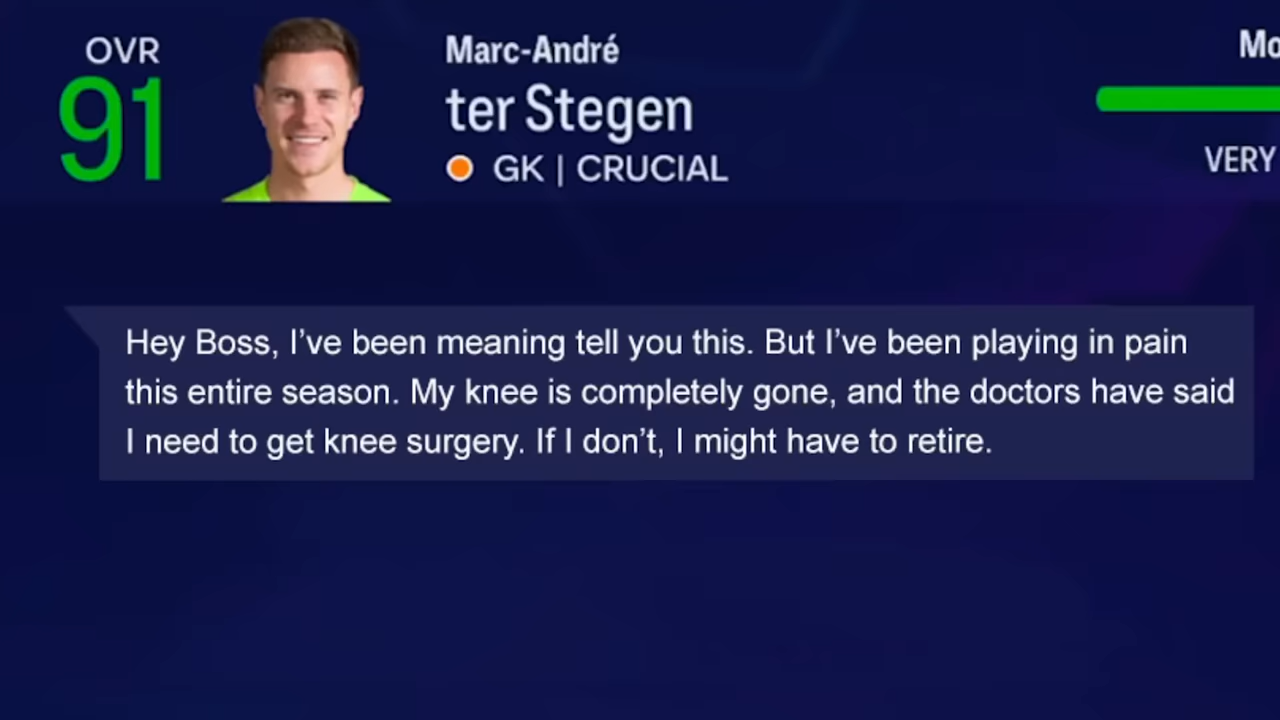 OVR
91
Marc-André
ter Stegen
GK | CRUCIAL
Mo
VERY
Hey Boss, I’ve been meaning tell you this. But I’ve been playing in pain
this entire season. My knee is completely gone, and the doctors have said
I need to get knee surgery. If I don’t, I might have to retire.